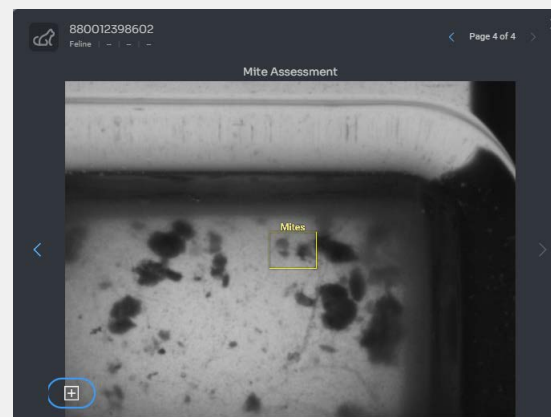 880012398602
Feline | – | – | –
Page 4 of 4
Mite Assessment
Mites